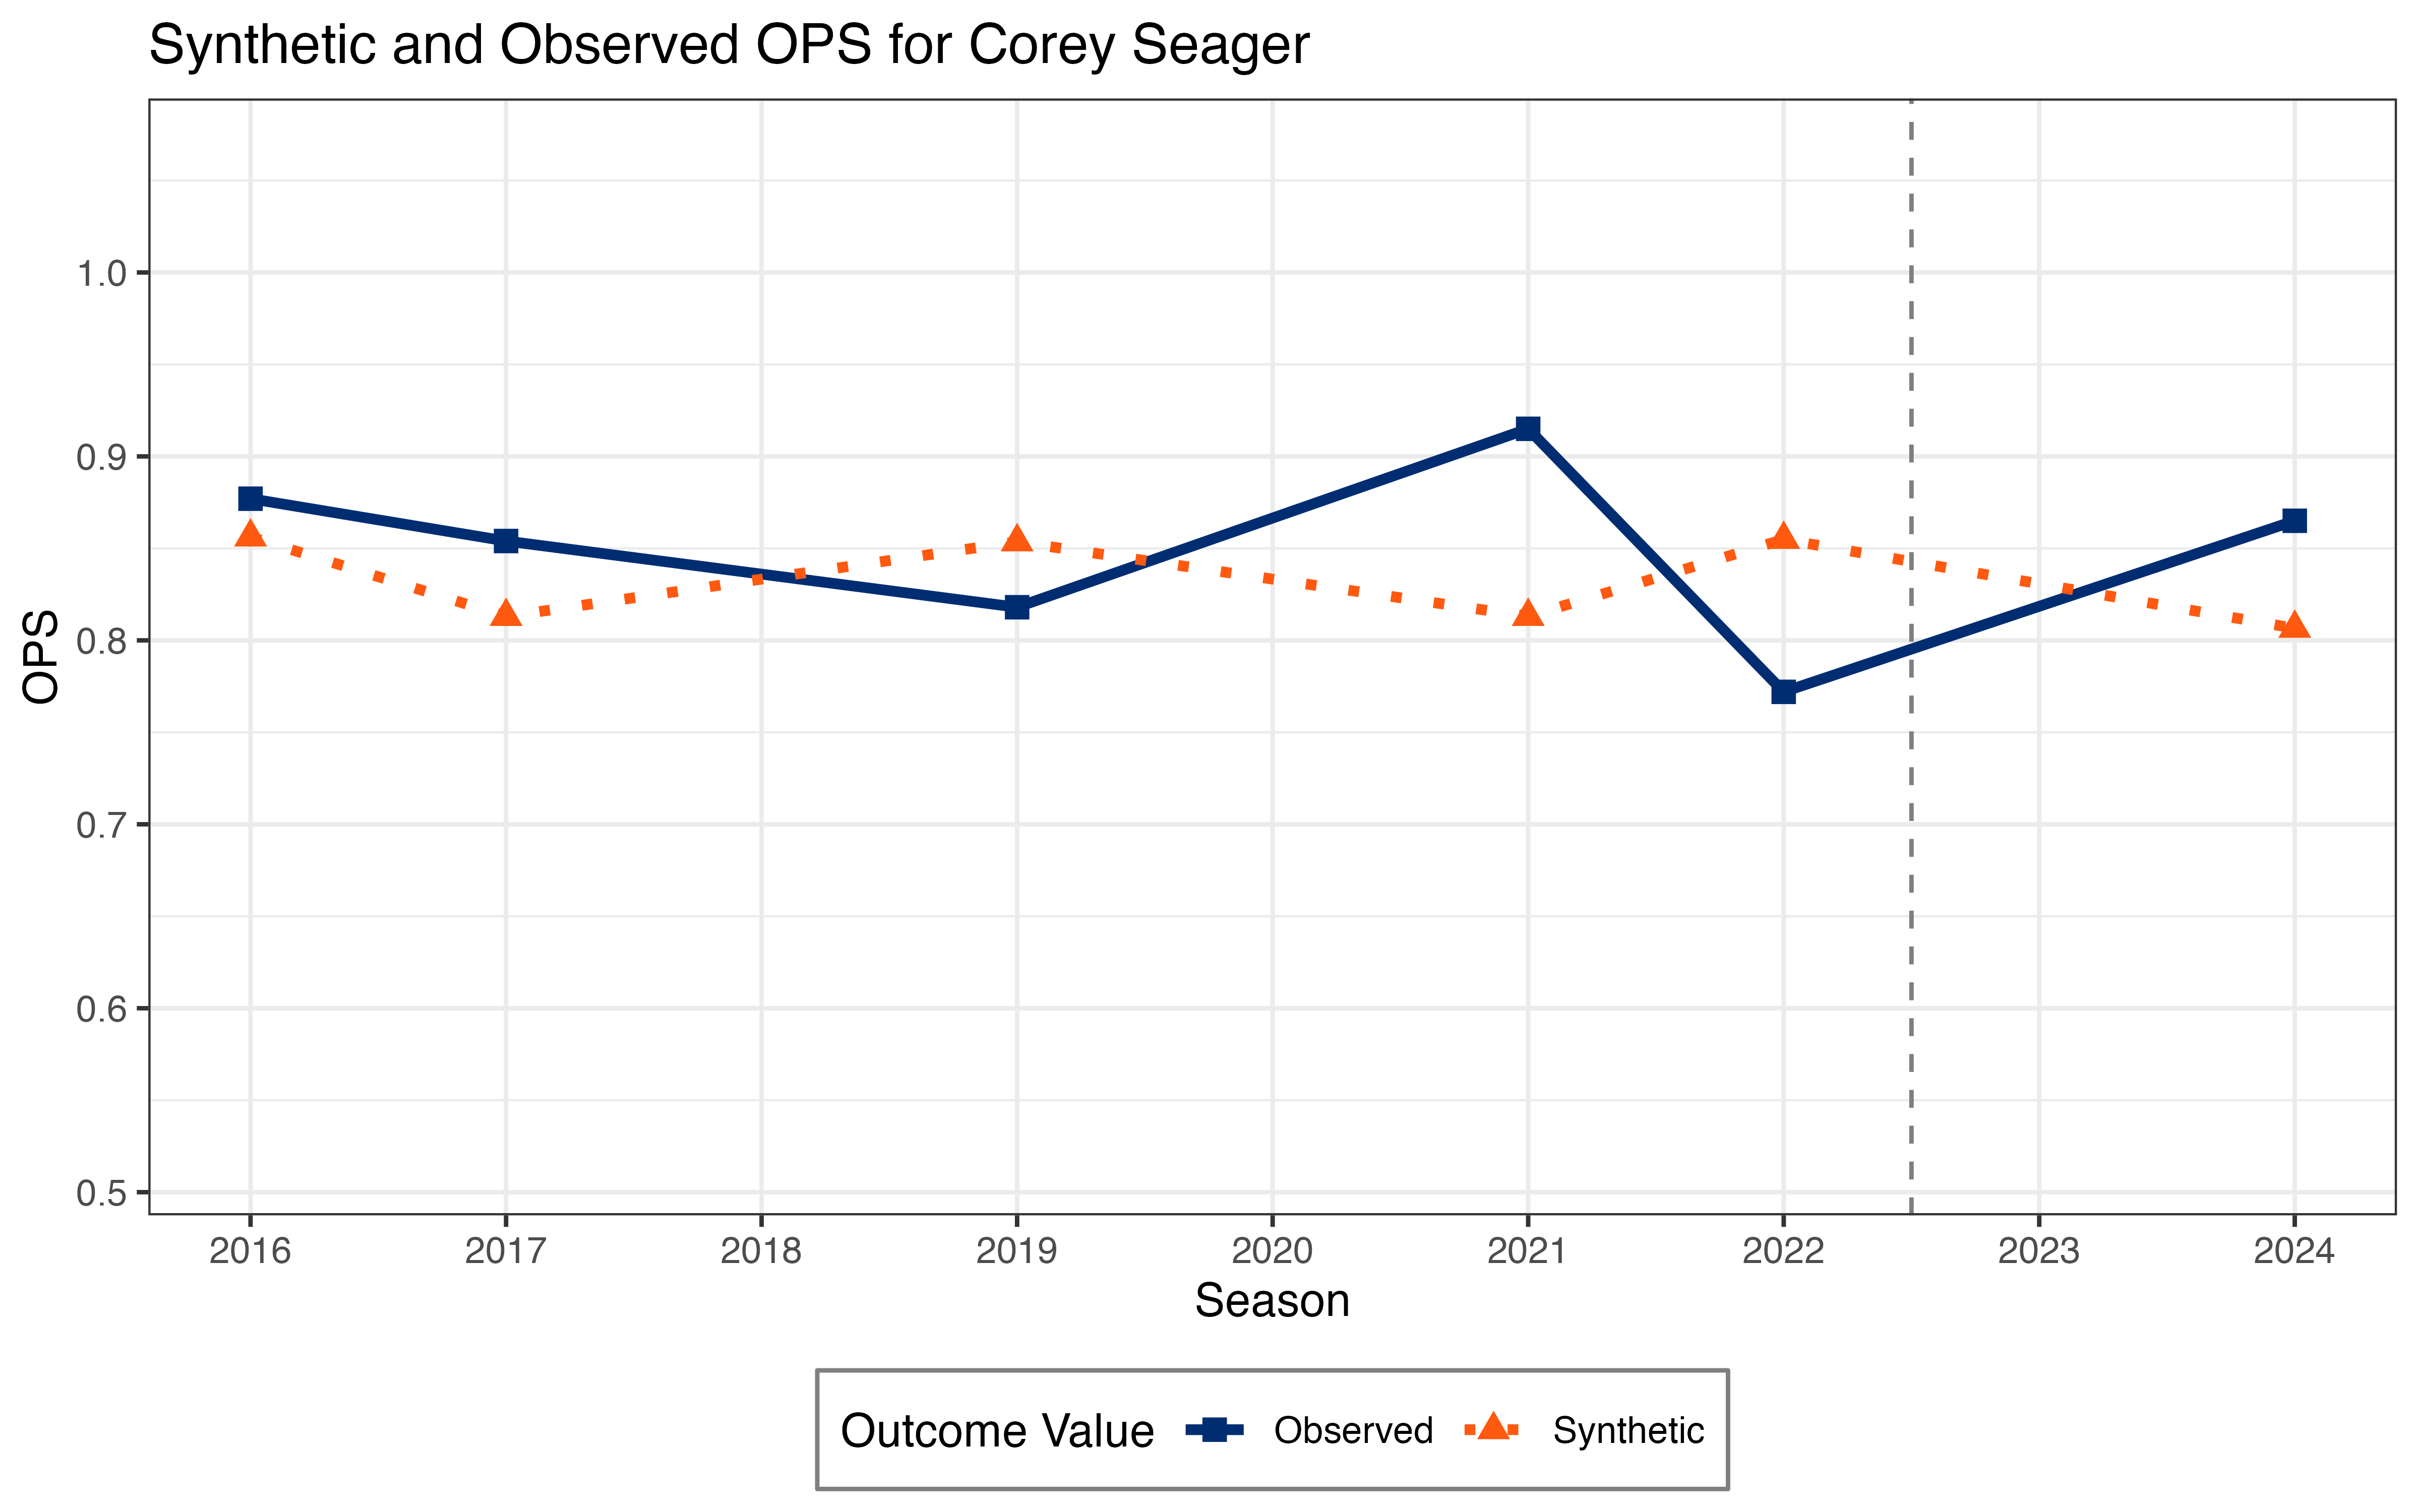 Synthetic and Observed OPS for Corey Seager
OPS
1.0
0.9
0.8
0.7
0.6
0.5
2016 2017 2018 2019 2020 2021 2022 2023 2024
Season
Outcome Value Observed Synthetic